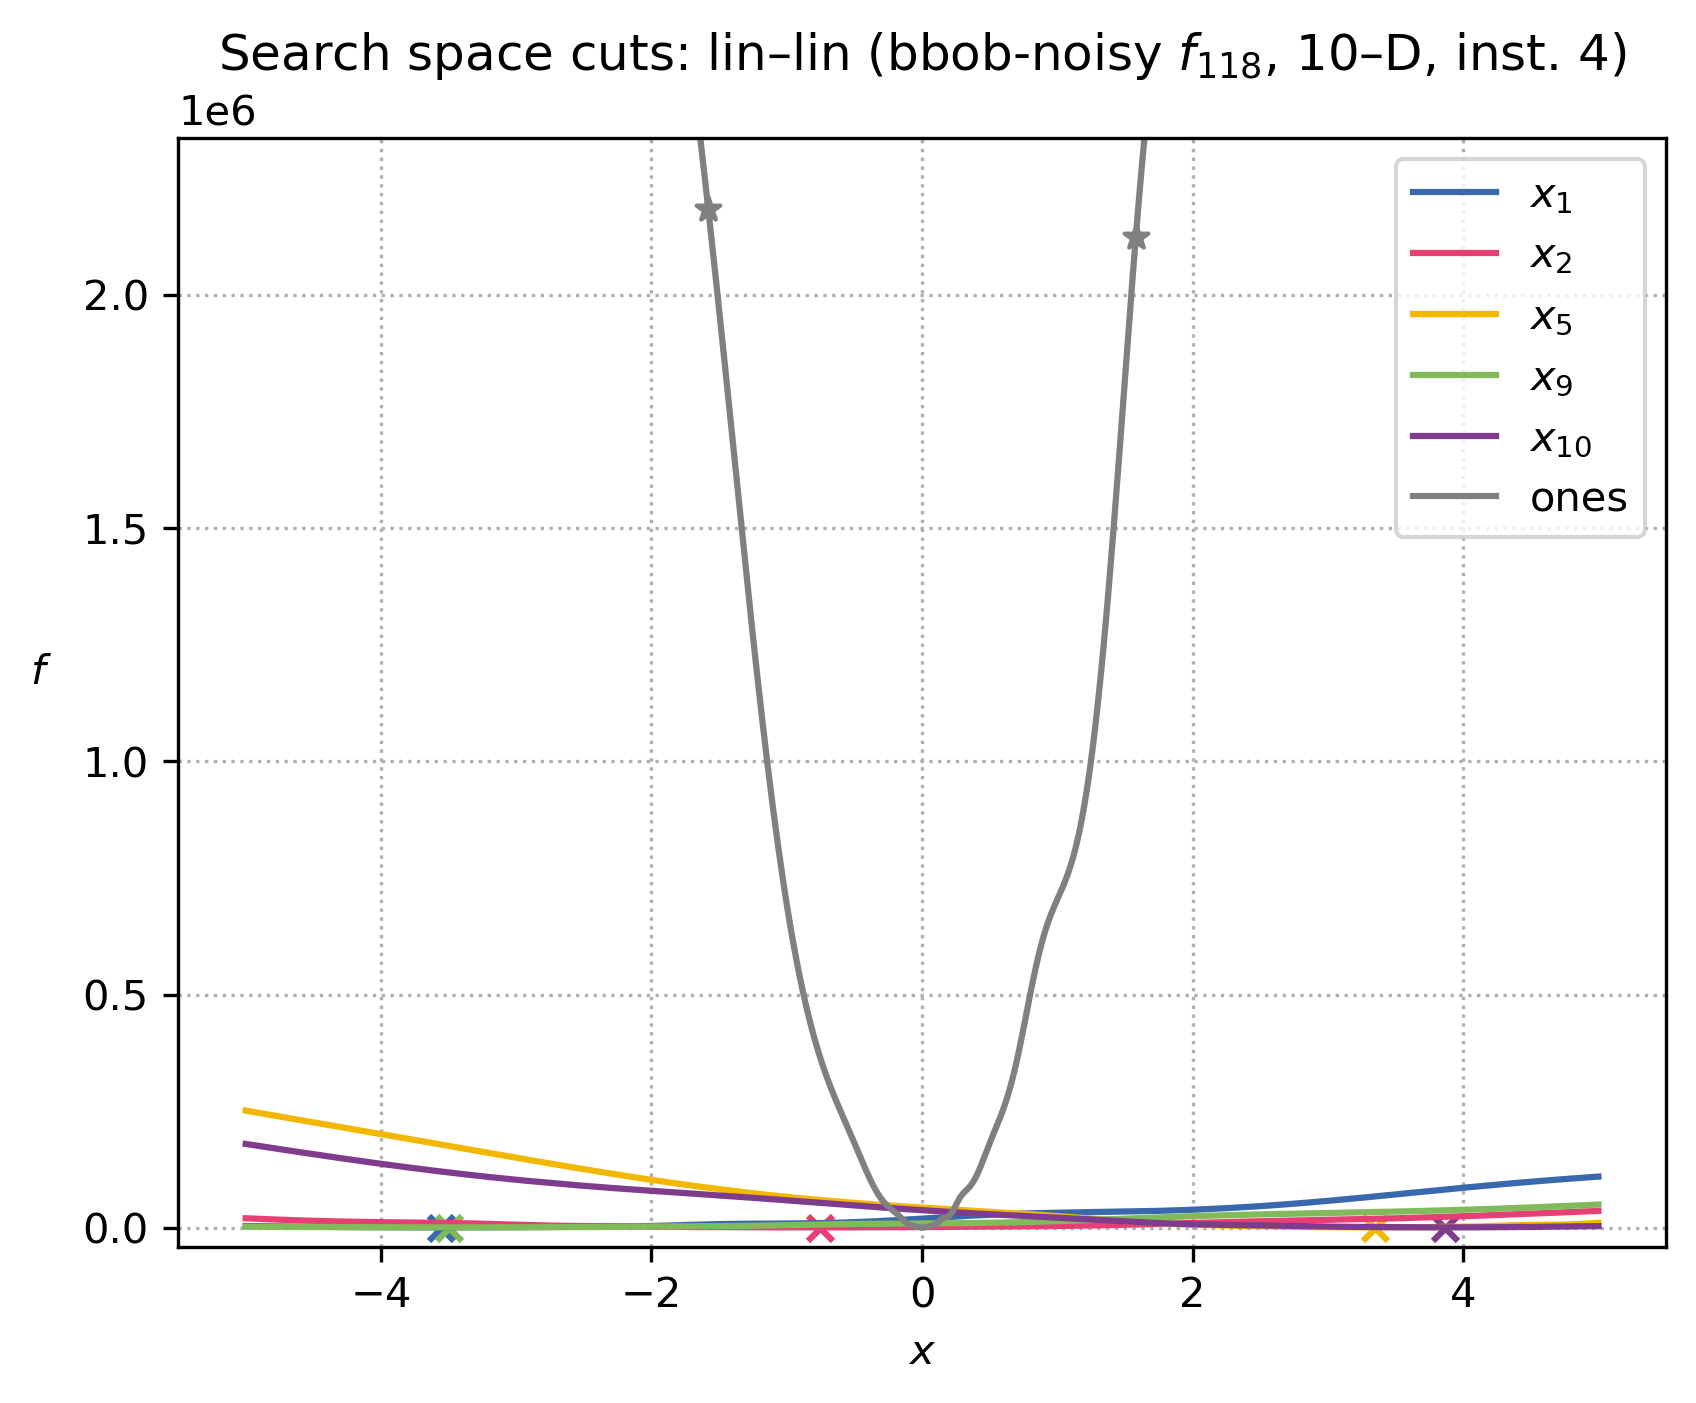 Search space cuts: lin–lin (bbob-noisy f₁₁₈, 10–D, inst. 4)
1e6
2.0
1.5
1.0
0.5
0.0
f
−4
−2
0
2
4
x
x₁
x₂
x₅
x₉
x₁₀
ones